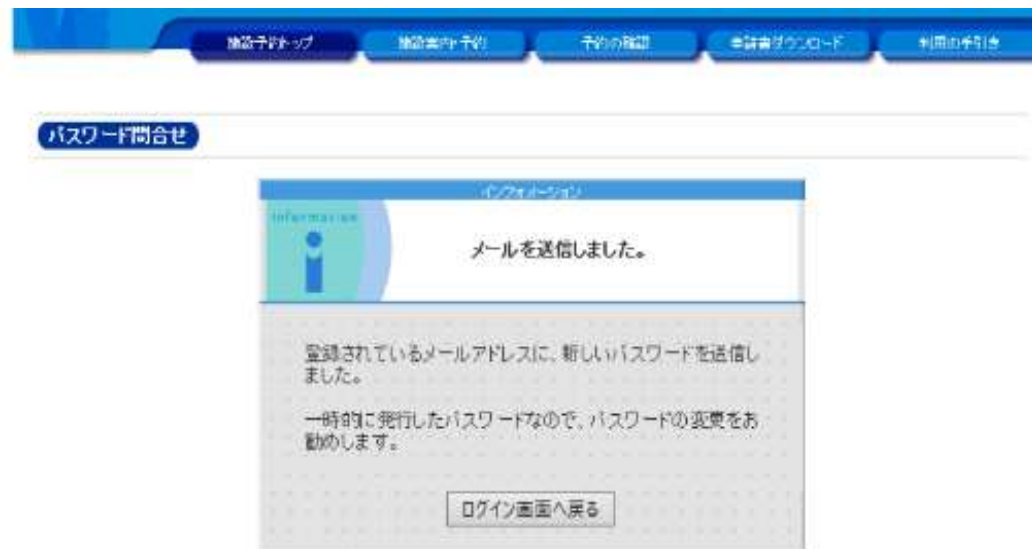 施設予約トップ
施設案内・予約
予約の確認
申請書ダウンロード
利用の手引き
パスワード問合せ
インフォメーション
information
i
メールを送信しました。
登録されているメールアドレスに、新しいパスワードを送信し
ました。
一時的に発行したパスワードなので、パスワードの変更をお
勧めします。
ログイン画面へ戻る